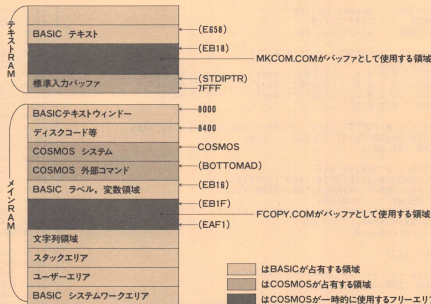 テキストRAM
BASIC テキスト
(E658)
(EB18)
MKCOM.COMがバッファとして使用する領域
(STDIPTR)
標準入力バッファ
7FFF
メインRAM
BASICテキストウィンドー
8000
ディスクコード等
8400
COSMOS システム
COSMOS
COSMOS 外部コマンド
(BOTTOMAD)
BASIC ラベル，変数領域
(EB16)
(EB1F)
FCOPY.COMがバッファとして使用する領域
(EAF1)
文字列領域
スタックエリア
ユーザーエリア
BASIC システムワークエリア
はBASICが占有する領域
はCOSMOSが占有する領域
はCOSMOSが一時的に使用するフリーエリア